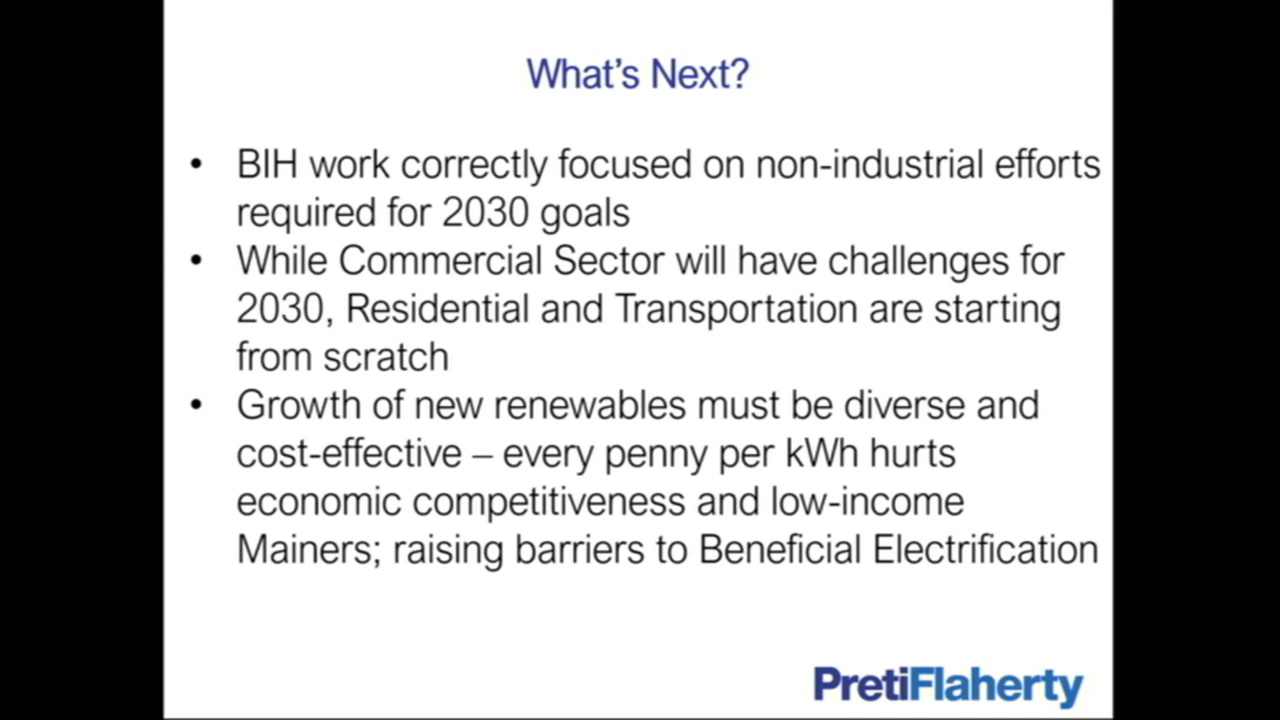 What's Next?
• BIH work correctly focused on non-industrial efforts
required for 2030 goals
• While Commercial Sector will have challenges for
2030, Residential and Transportation are starting
from scratch
• Growth of new renewables must be diverse and
cost-effective – every penny per kWh hurts
economic competitiveness and low-income
Mainers; raising barriers to Beneficial Electrification
PretiFlaherty